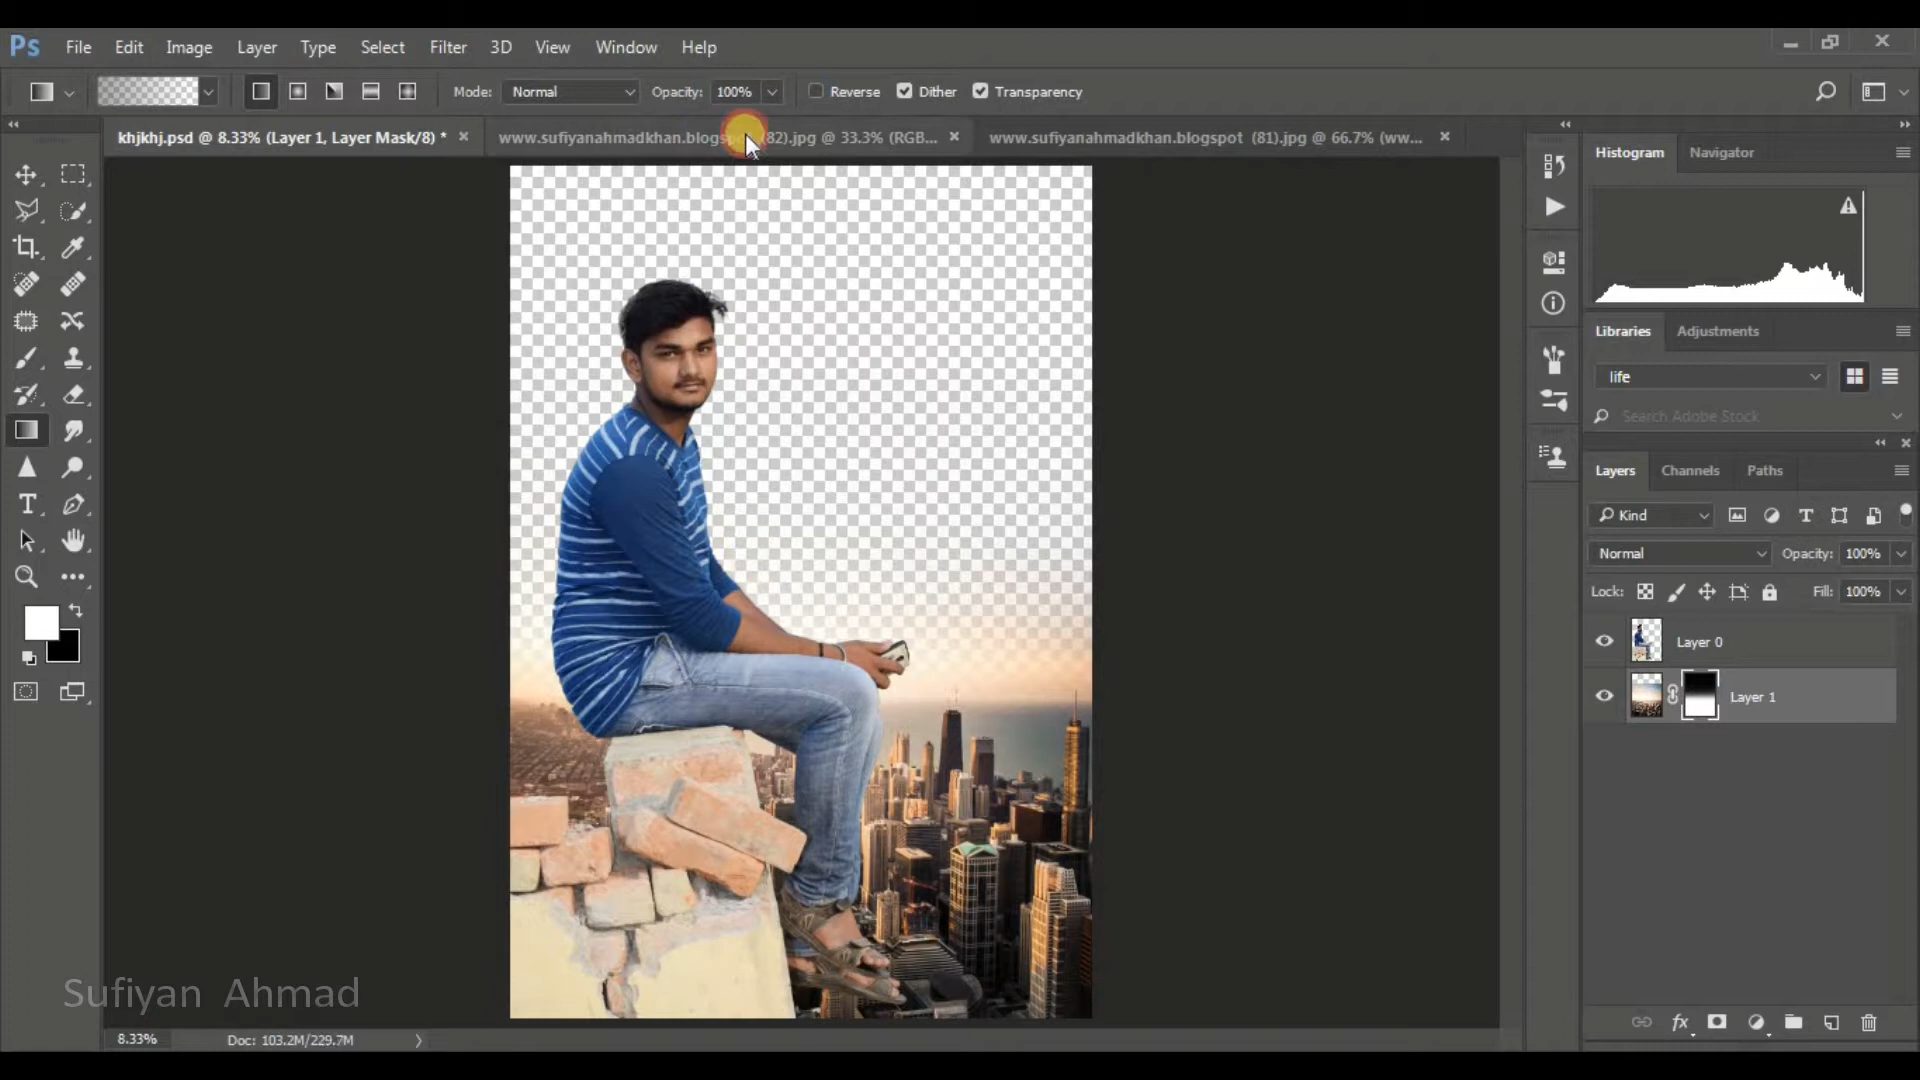 Ps File Edit Image Layer Type Select Filter 3D View Window Help
Mode: Normal Opacity: 100% Reverse Dither Transparency
khjkhj.psd @ 8.33% (Layer 1, Layer Mask/8) * www.sufiyanahmadkhan.blogspot (82).jpg @ 33.3% (RGB... www.sufiyanahmadkhan.blogspot (81).jpg @ 66.7% (ww...
Histogram Navigator
Libraries Adjustments
life
Search Adobe Stock
Layers Channels Paths
Kind
Normal Opacity: 100%
Lock: Fill: 100%
Layer 0
Layer 1
Sufiyan Ahmad
fx
8.33% Doc: 103.2M/229.7M